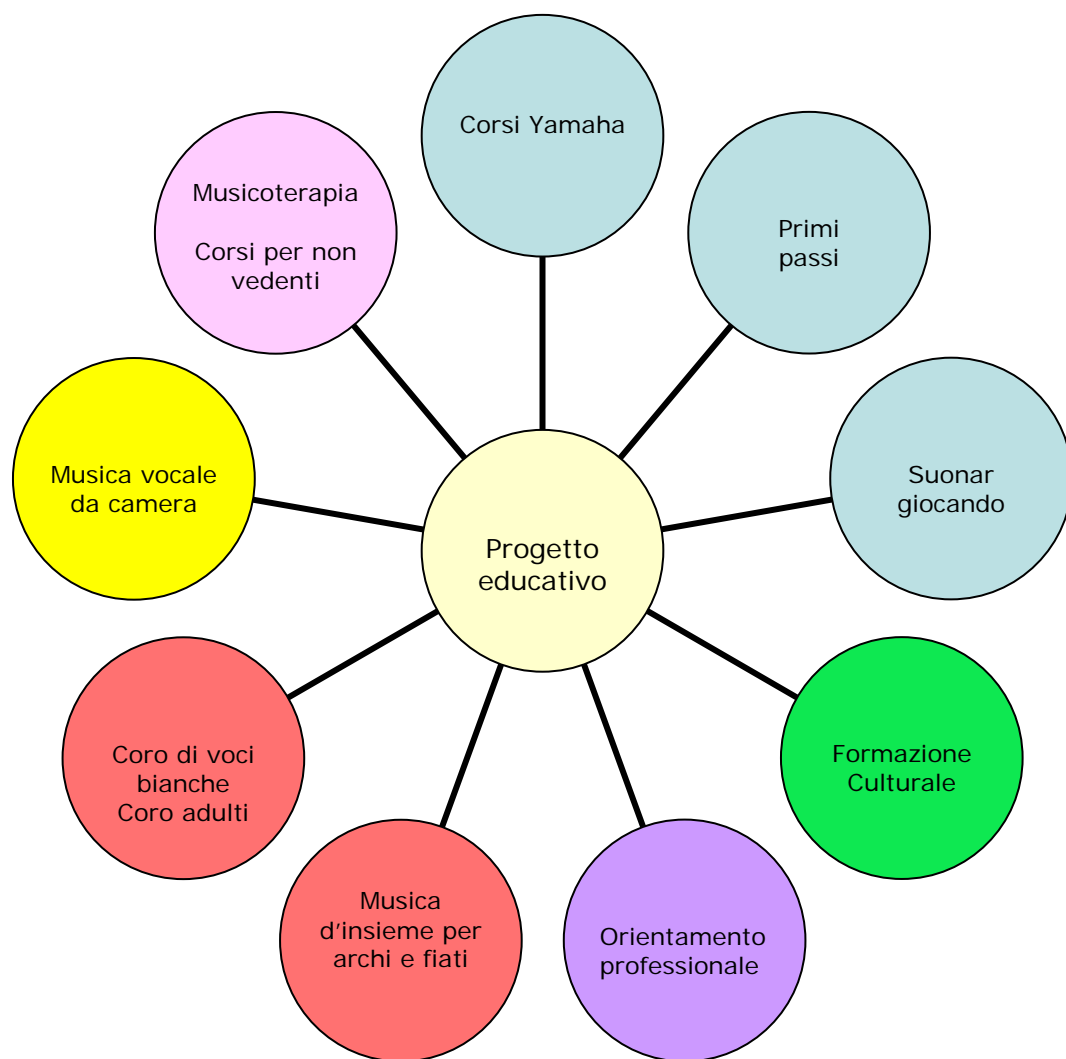 Corsi Yamaha
Musicoterapia
Corsi per non
vedenti
Primi
passi
Musica vocale
da camera
Suonar
giocando
Progetto
educativo
Coro di voci
bianche
Coro adulti
Formazione
Culturale
Musica
d'insieme per
archi e fiati
Orientamento
professionale